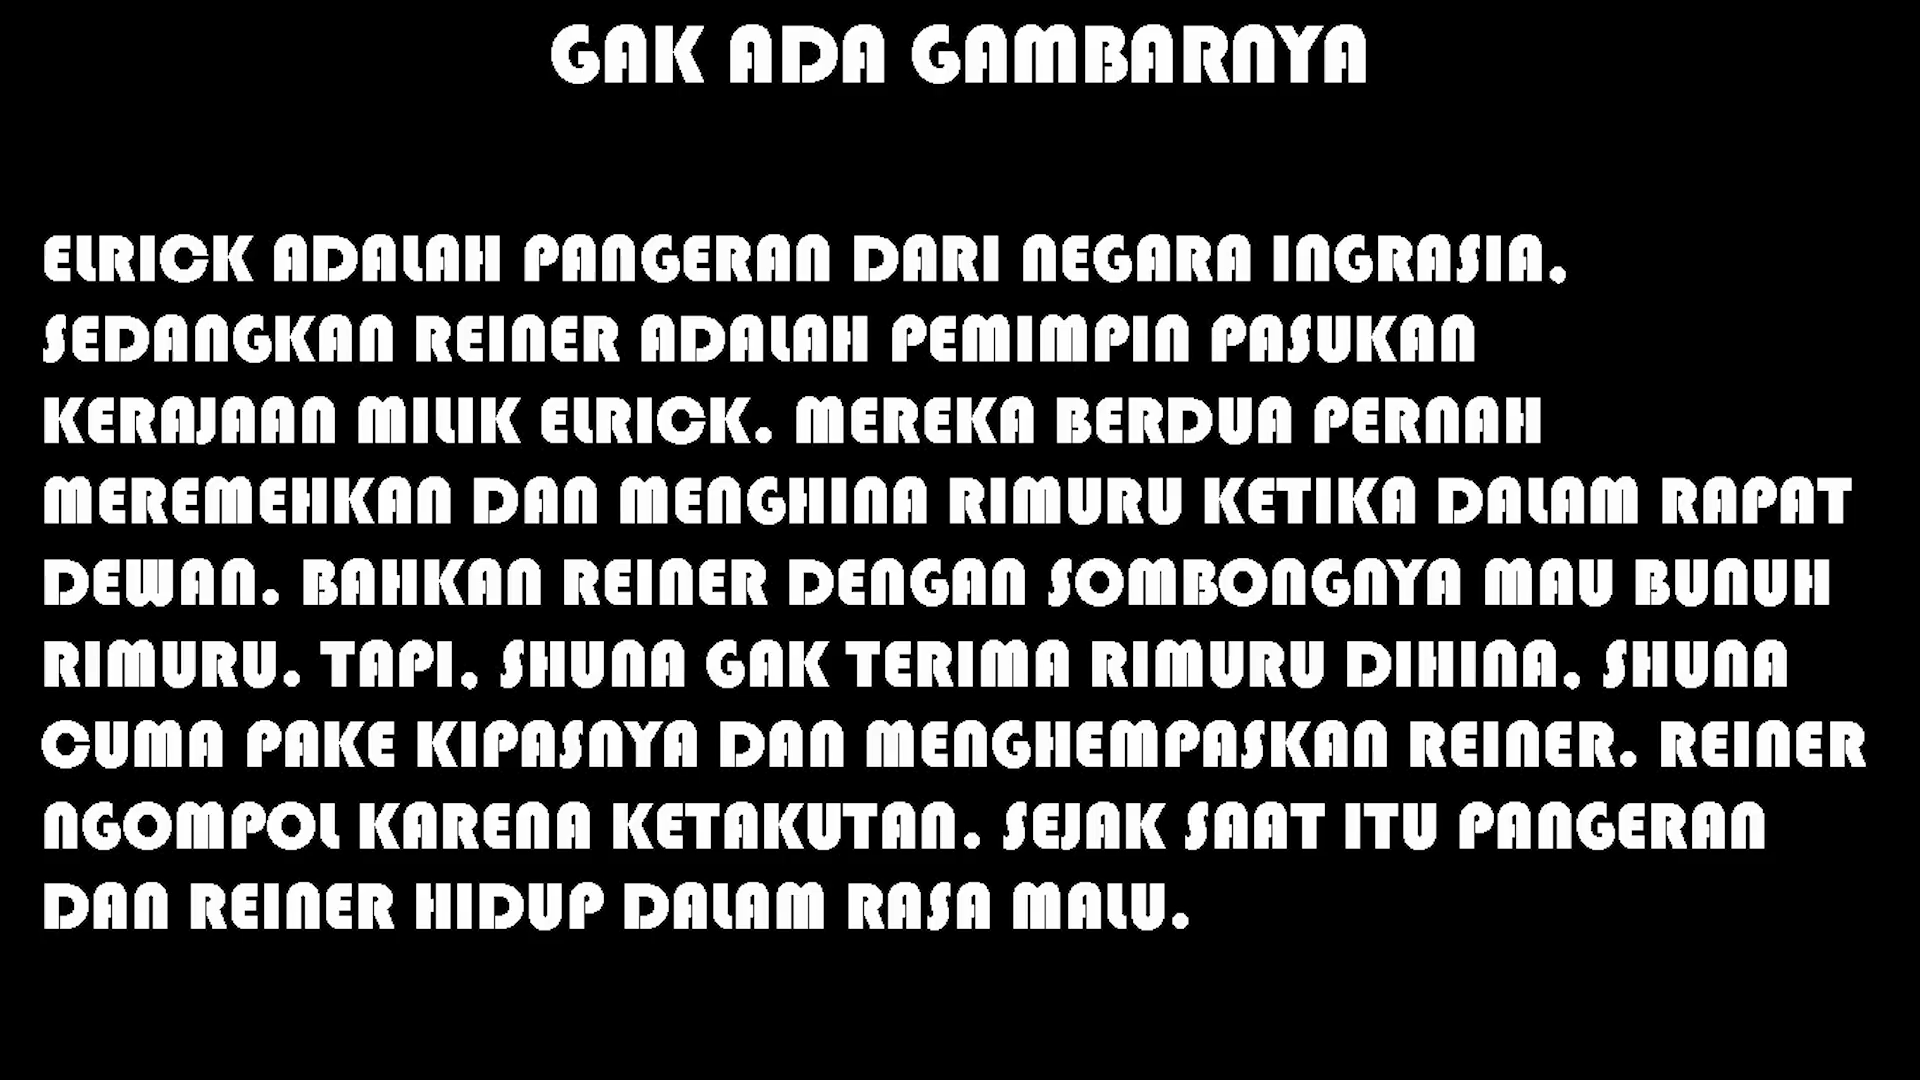 GAK ADA GAMBARNYA
ELRICK ADALAH PANGERAN DARI NEGARA INGRASIA,
SEDANGKAN REINER ADALAH PEMIMPIN PASUKAN
KERAJAAN MILIK ELRICK. MEREKA BERDUA PERNAH
MEREMEHKAN DAN MENGHINA RIMURU KETIKA DALAM RAPAT
DEWAN. BAHKAN REINER DENGAN SOMBONGNYA MAU BUNUH
RIMURU. TAPI, SHUNA GAK TERIMA RIMURU DIHINA, SHUNA
CUMA PAKE KIPASNYA DAN MENGHEMPASKAN REINER. REINER
NGOMPOL KARENA KETAKUTAN. SEJAK SAAT ITU PANGERAN
DAN REINER HIDUP DALAM RASA MALU.